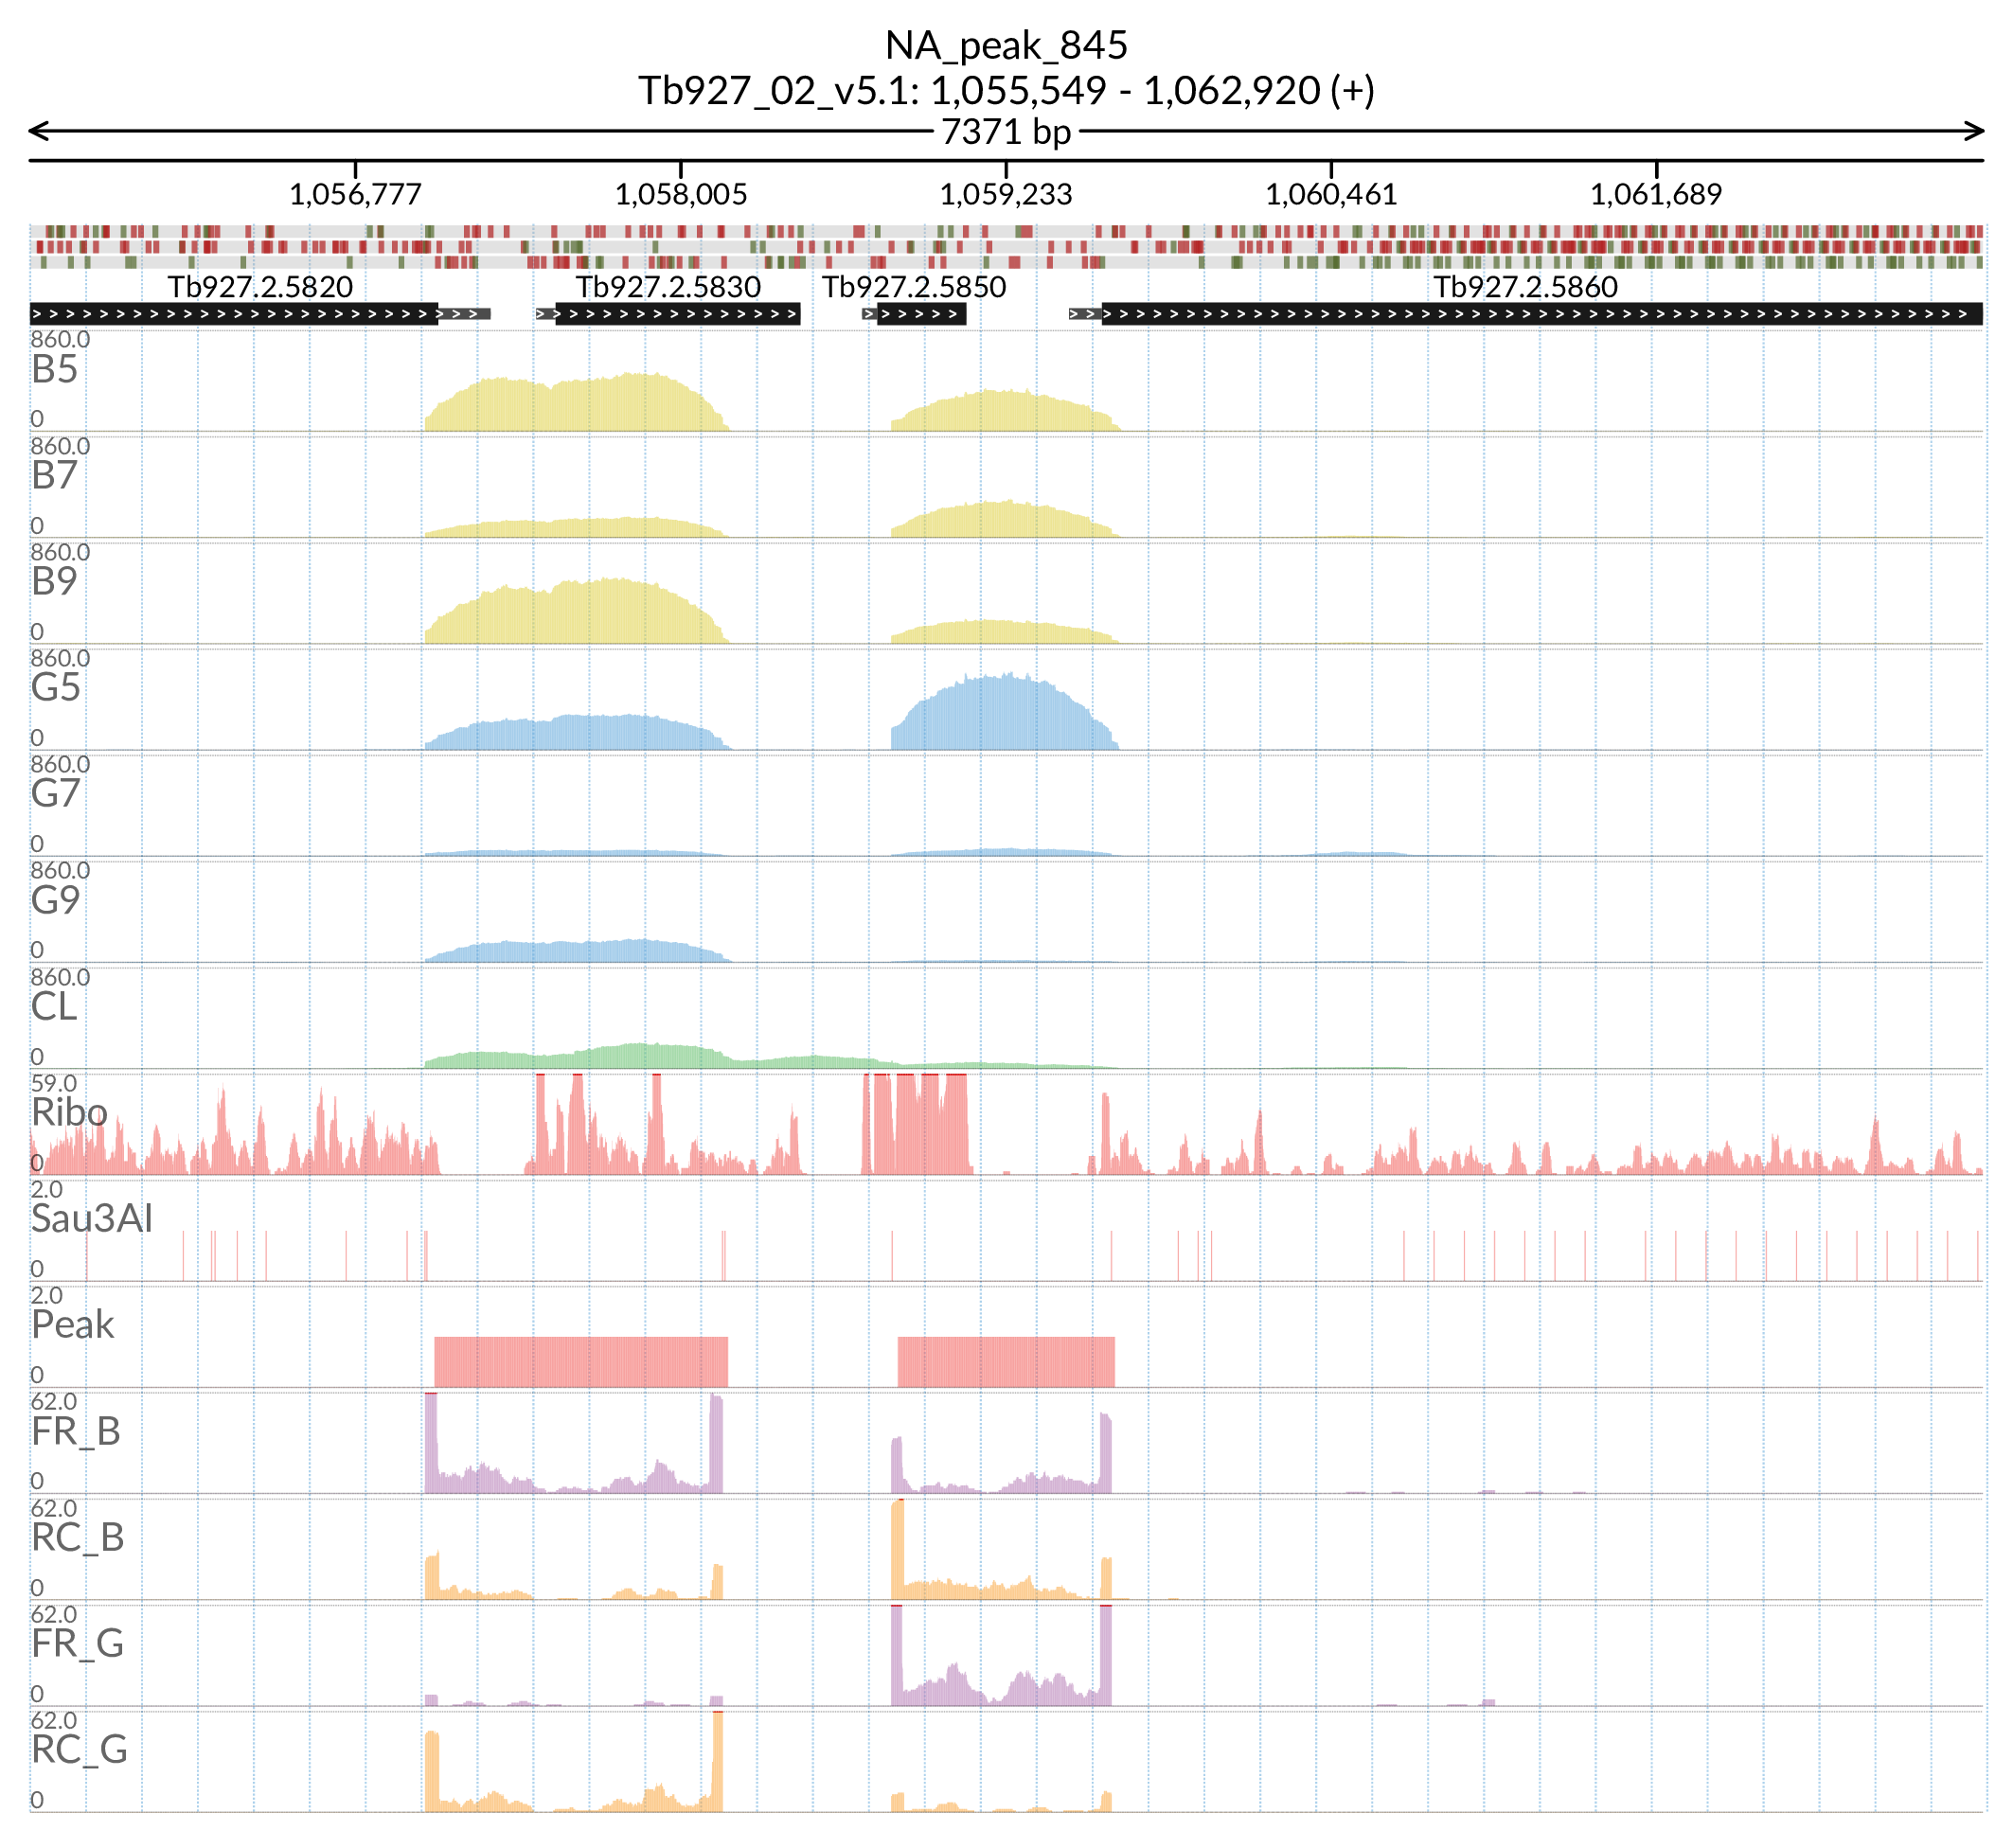 NA_peak_845
Tb927_02_v5.1: 1,055,549 - 1,062,920 (+)
7371 bp
1,056,777 1,058,005 1,059,233 1,060,461 1,061,689
Tb927.2.5820 Tb927.2.5830 Tb927.2.5850 Tb927.2.5860
860.0
B5
0
860.0
B7
0
860.0
B9
0
860.0
G5
0
860.0
G7
0
860.0
G9
0
860.0
CL
0
59.0
Ribo
0
2.0
Sau3AI
0
2.0
Peak
0
62.0
FR_B
0
62.0
RC_B
0
62.0
FR_G
0
62.0
RC_G
0